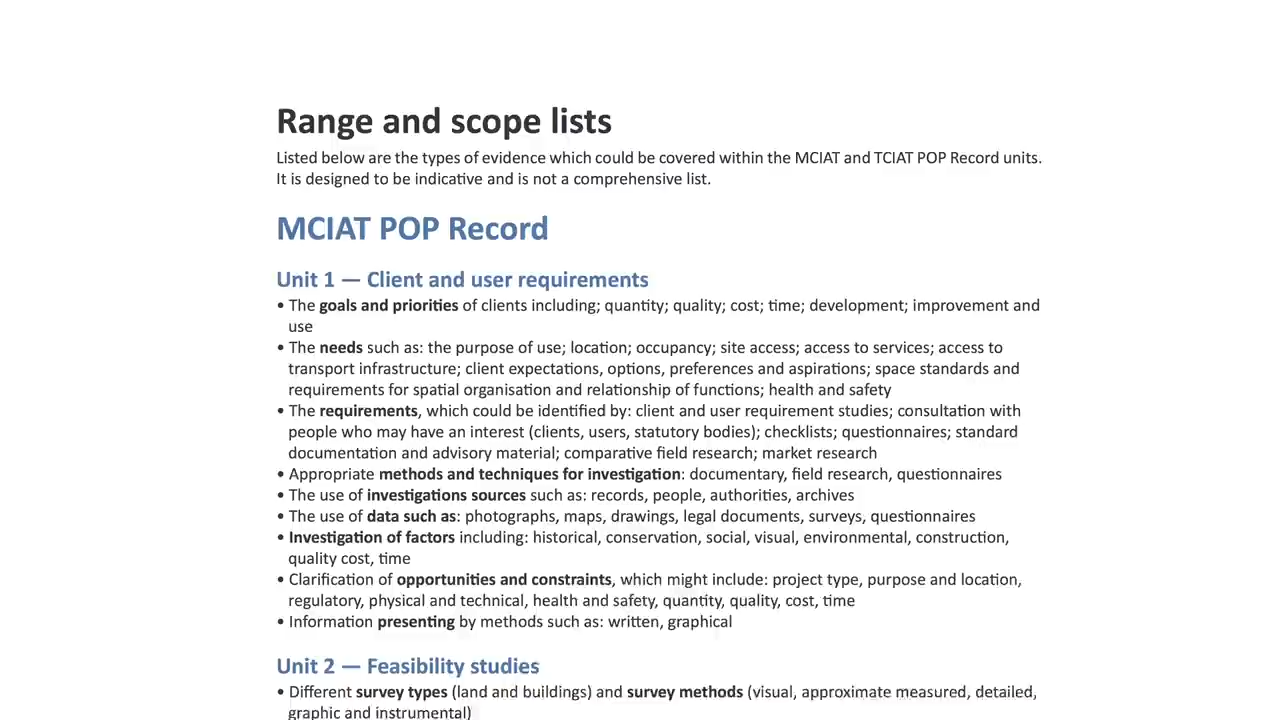 Range and scope lists
Listed below are the types of evidence which could be covered within the MCIAT and TCIAT POP Record units.
It is designed to be indicative and is not a comprehensive list.
MCIAT POP Record
Unit 1 — Client and user requirements
• The goals and priorities of clients including; quantity; quality; cost; time; development; improvement and
use
• The needs such as: the purpose of use; location; occupancy; site access; access to services; access to
transport infrastructure; client expectations, options, preferences and aspirations; space standards and
requirements for spatial organisation and relationship of functions; health and safety
• The requirements, which could be identified by: client and user requirement studies; consultation with
people who may have an interest (clients, users, statutory bodies); checklists; questionnaires; standard
documentation and advisory material; comparative field research; market research
• Appropriate methods and techniques for investigation: documentary, field research, questionnaires
• The use of investigations sources such as: records, people, authorities, archives
• The use of data such as: photographs, maps, drawings, legal documents, surveys, questionnaires
• Investigation of factors including: historical, conservation, social, visual, environmental, construction,
quality cost, time
• Clarification of opportunities and constraints, which might include: project type, purpose and location,
regulatory, physical and technical, health and safety, quantity, quality, cost, time
• Information presenting by methods such as: written, graphical
Unit 2 — Feasibility studies
• Different survey types (land and buildings) and survey methods (visual, approximate measured, detailed,
graphic and instrumental)